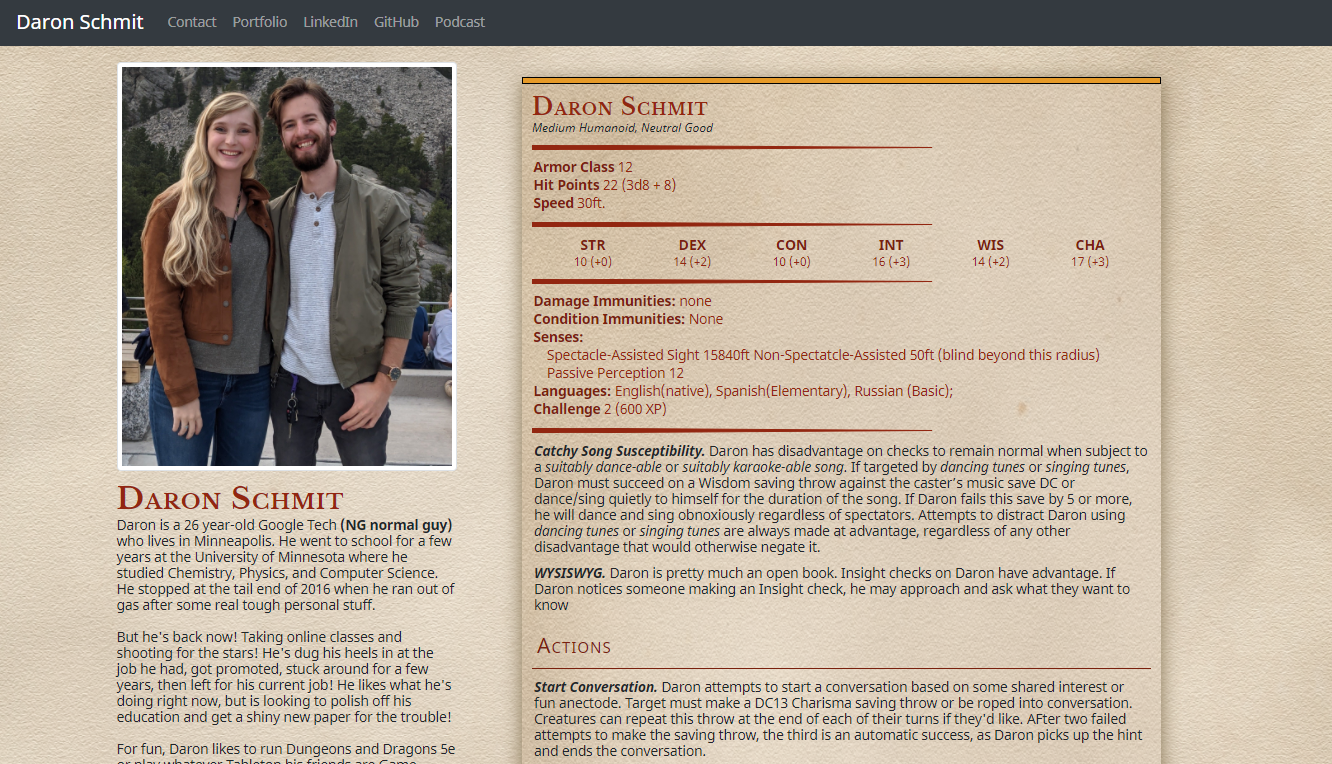 Daron Schmit Contact Portfolio LinkedIn GitHub Podcast
Daron Schmit
Daron is a 26 year-old Google Tech (NG normal guy)
who lives in Minneapolis. He went to school for a few
years at the University of Minnesota where he
studied Chemistry, Physics, and Computer Science.
He stopped at the tail end of 2016 when he ran out of
gas after some real tough personal stuff.
But he's back now! Taking online classes and
shooting for the stars! He's dug his heels in at the
job he had, got promoted, stuck around for a few
years, then left for his current job! He likes what he's
doing right now, but is looking to polish off his
education and get a shiny new paper for the trouble!
For fun, Daron likes to run Dungeons and Dragons 5e
or play whatever Tabletop his friends are Game
Daron Schmit
Medium Humanoid, Neutral Good
Armor Class 12
Hit Points 22 (3d8 + 8)
Speed 30ft.
STR DEX CON INT WIS CHA
10 (+0) 14 (+2) 10 (+0) 16 (+3) 14 (+2) 17 (+3)
Damage Immunities: none
Condition Immunities: None
Senses:
Spectacle-Assisted Sight 15840ft Non-Spectatcle-Assisted 50ft (blind beyond this radius)
Passive Perception 12
Languages: English(native), Spanish(Elementary), Russian (Basic);
Challenge 2 (600 XP)
Catchy Song Susceptibility. Daron has disadvantage on checks to remain normal when subject to
a suitably dance-able or suitably karaoke-able song. If targeted by dancing tunes or singing tunes,
Daron must succeed on a Wisdom saving throw against the caster's music save DC or
dance/sing quietly to himself for the duration of the song. If Daron fails this save by 5 or more,
he will dance and sing obnoxiously regardless of spectators. Attempts to distract Daron using
dancing tunes or singing tunes are always made at advantage, regardless of any other
disadvantage that would otherwise negate it.
WYSISWYG. Daron is pretty much an open book. Insight checks on Daron have advantage. If
Daron notices someone making an Insight check, he may approach and ask what they want to
know
Actions
Start Conversation. Daron attempts to start a conversation based on some shared interest or
fun anectode. Target must make a DC13 Charisma saving throw or be roped into conversation.
Creatures can repeat this throw at the end of each of their turns if they'd like. AFter two failed
attempts to make the saving throw, the third is an automatic success, as Daron picks up the hint
and ends the conversation.